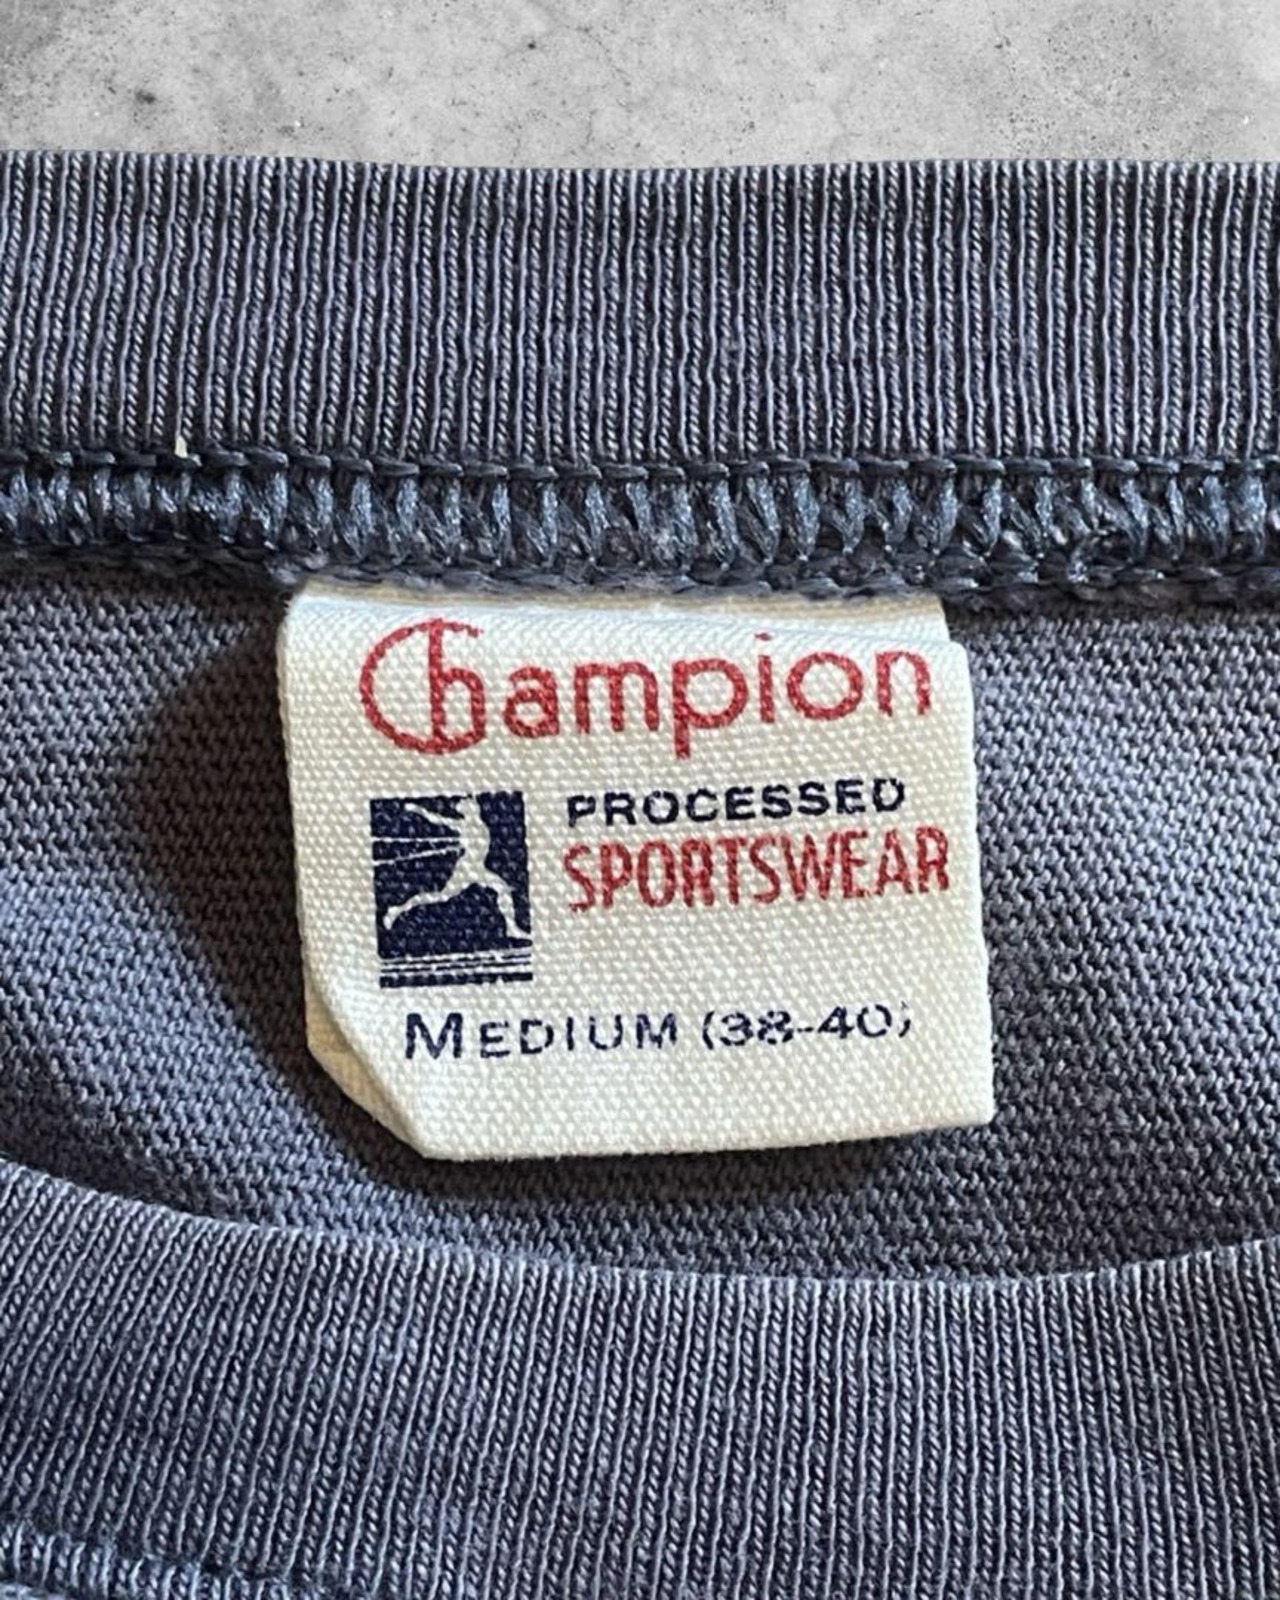 Champion
PROCESSED
SPORTSWEAR
MEDIUM (38-40)